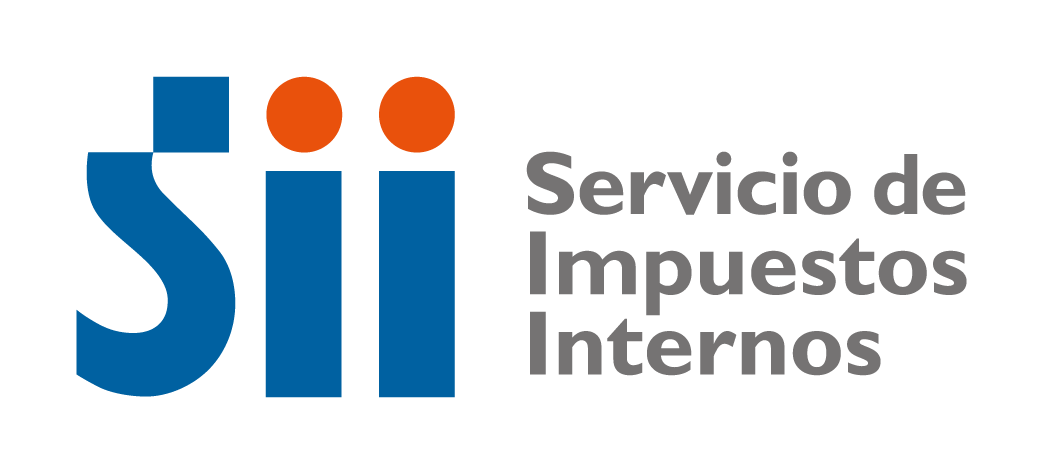 Sii
Servicio de
Impuestos
Internos